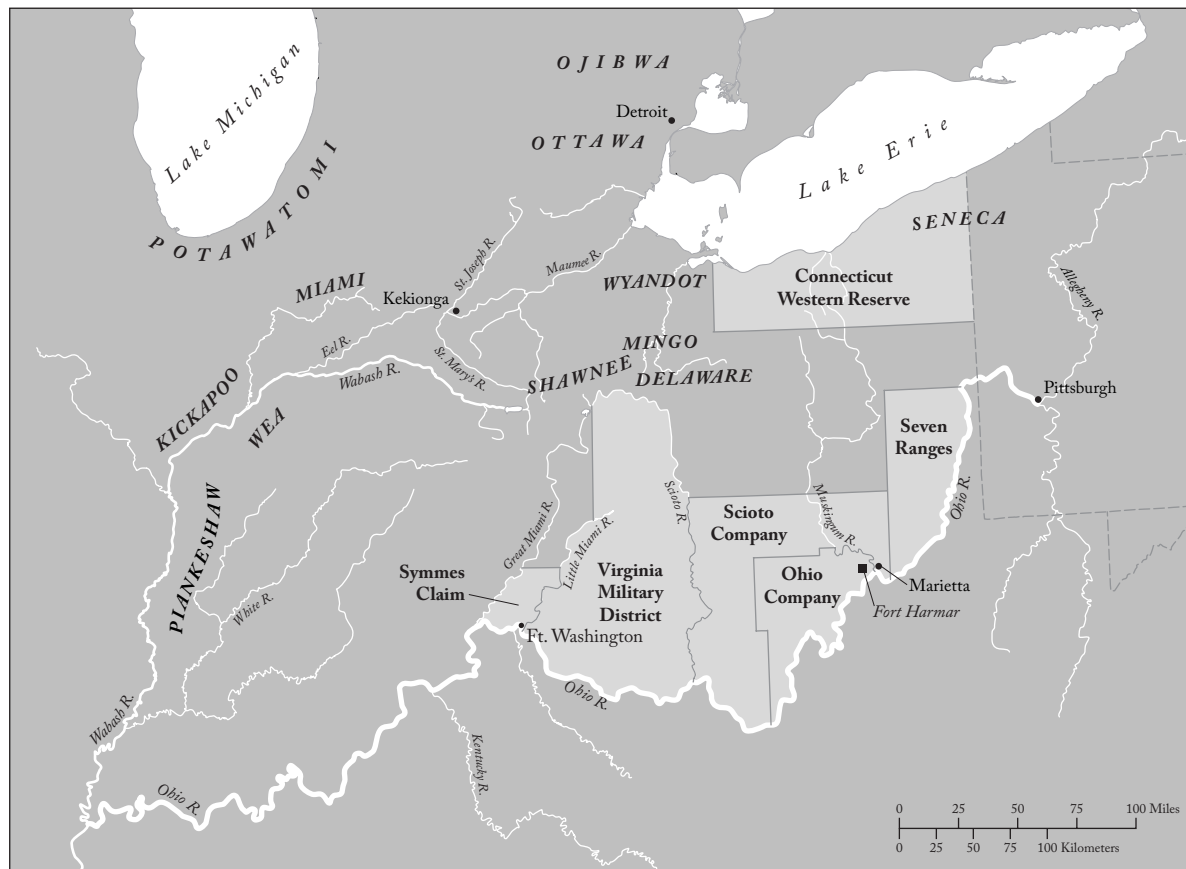 Lake Michigan
POTAWATOMI
OJIBWA
Detroit
OTTAWA
Lake Erie
SENECA
Connecticut
Western Reserve
Allegheny R.
St. Joseph R.
Maumee R.
WYANDOT
MIAMI
Kekionga
Eel R.
St. Mary's R.
Wabash R.
MINGO
SHAWNEE
DELAWARE
KICKAPOO
WEA
Pittsburgh
Seven
Ranges
Ohio R.
PIANKESHAW
White R.
Great Miami R.
Little Miami R.
Scioto R.
Muskingum R.
Scioto
Company
Symmes
Claim
Virginia
Military
District
Ohio
Company
Marietta
Fort Harmar
Ft. Washington
Ohio R.
Wabash R.
Kentucky R.
Ohio R.
0 25 50 75 100 Miles
0 25 50 75 100 Kilometers